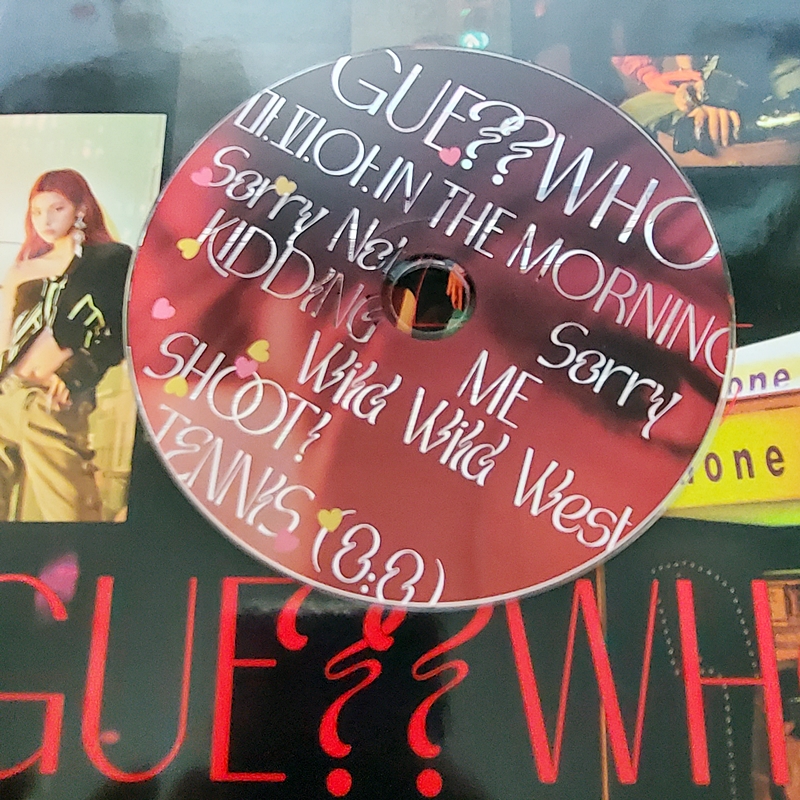 GUE??WHO
마.피.아.IN THE MORNING
Sorry Not Sorry
KIDDING ME
Wild Wild West
SHOOT!
TENNIS (0:0)
one
none
GUE??WH